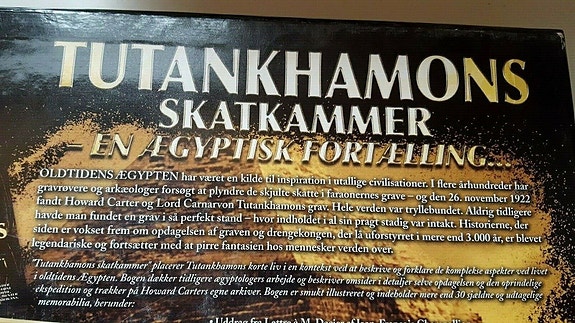 TUTANKHAMONS
SKATKAMMER
– EN ÆGYPTISK FORTÆLLING...
OLDTIDENS ÆGYPTEN har været en kilde til inspiration i utallige civilisationer. I flere århundreder har
gravrøvere og arkæologer forsøgt at plyndre de skjulte skatte i faraonernes grave – og den 26. november 1922
fandt Howard Carter og Lord Carnarvon Tutankhamons grav. Hele verden var tryllebundet. Aldrig tidligere
havde man fundet en grav i så perfekt stand – hvor indholdet i al sin pragt stadig var intakt. Historierne, der
siden er vokset frem om opdagelsen af graven og drengekongen, der lå uforstyrret i mere end 3.000 år, er blevet
legendariske og fortsætter med at pirre fantasien hos mennesker verden over.
'Tutankhamons skatkammer' placerer Tutankhamons korte liv i en kontekst ved at beskrive og forklare de komplekse aspekter ved livet
i oldtidens Ægypten. Bogen dækker tidligere ægyptologers arbejde og beskriver omsider i detaljer selve opdagelsen og den oprindelige
ekspedition og trækker på Howard Carters egne arkiver. Bogen er smukt illustreret og indeholder mere end 30 sjældne og udtagelige
memorabilia, herunder: